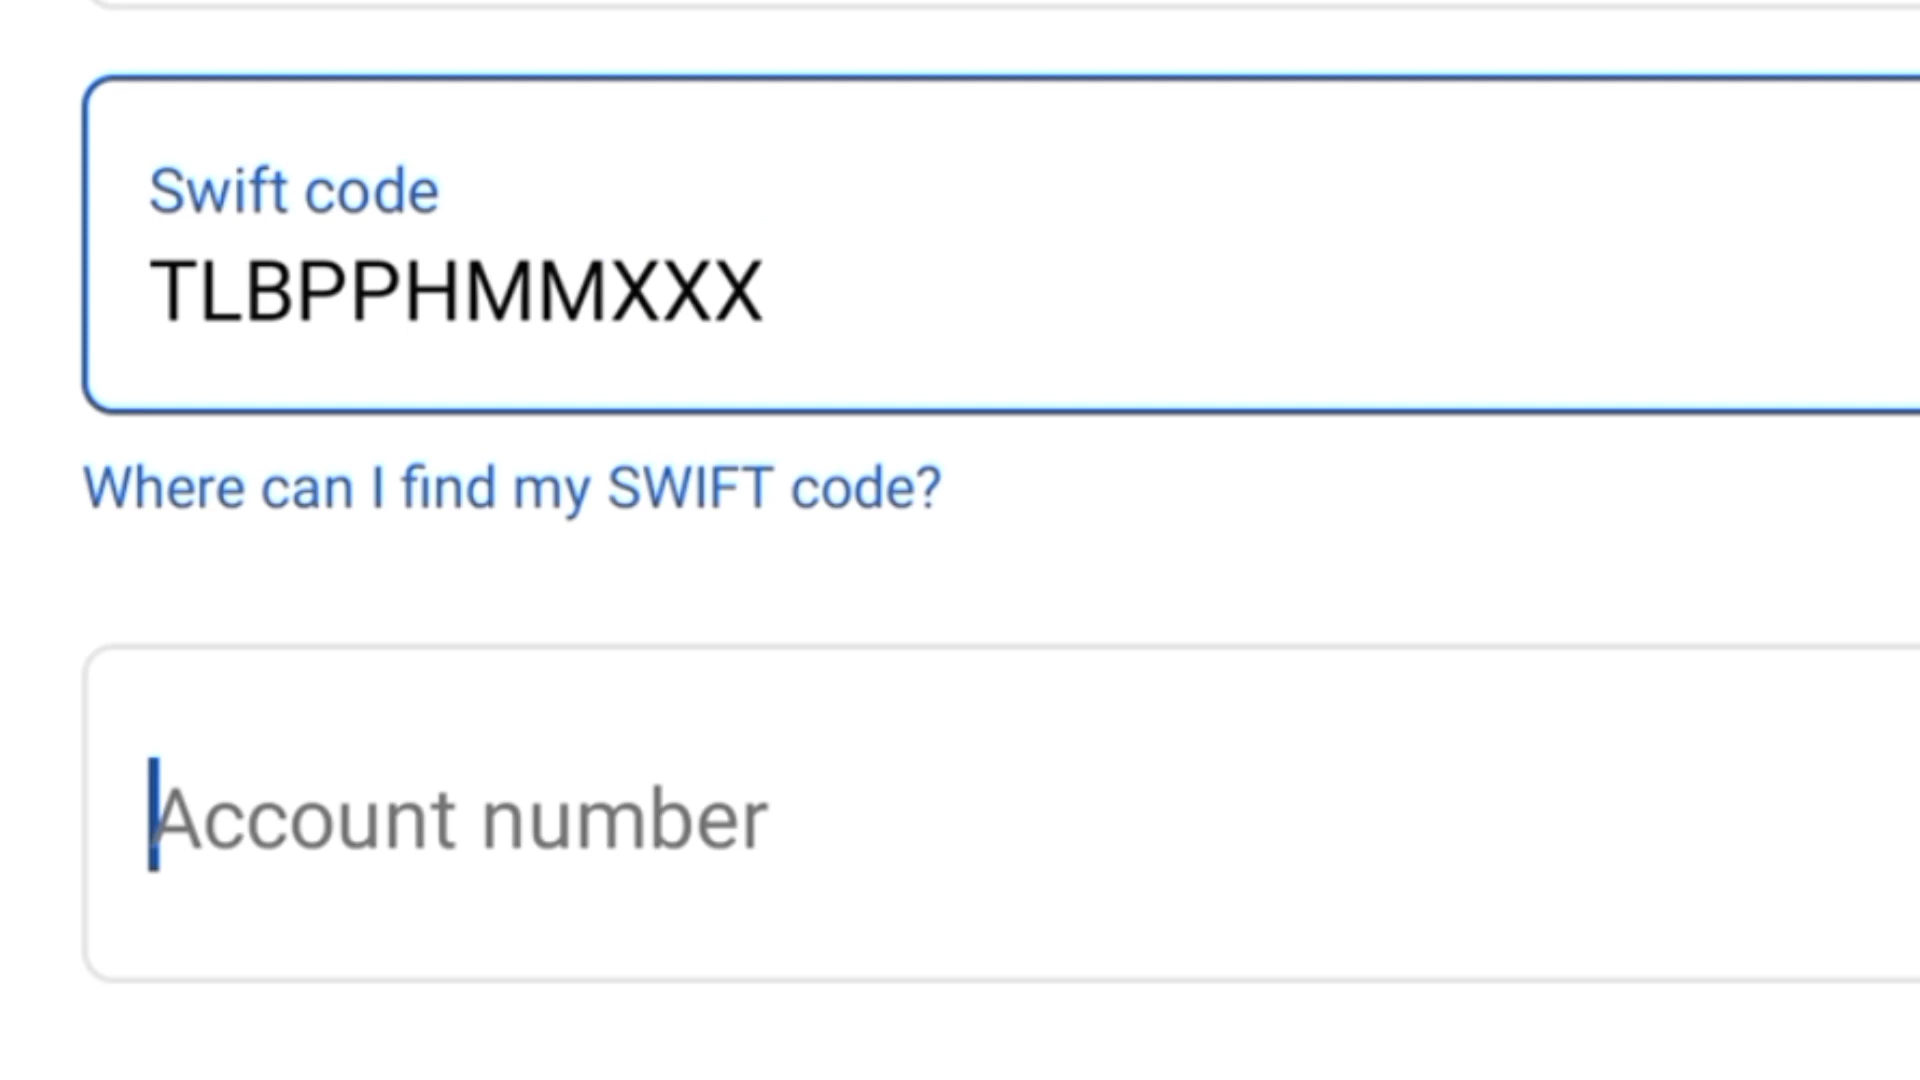 Swift code
TLBPPHMMXXX
Where can I find my SWIFT code?
Account number